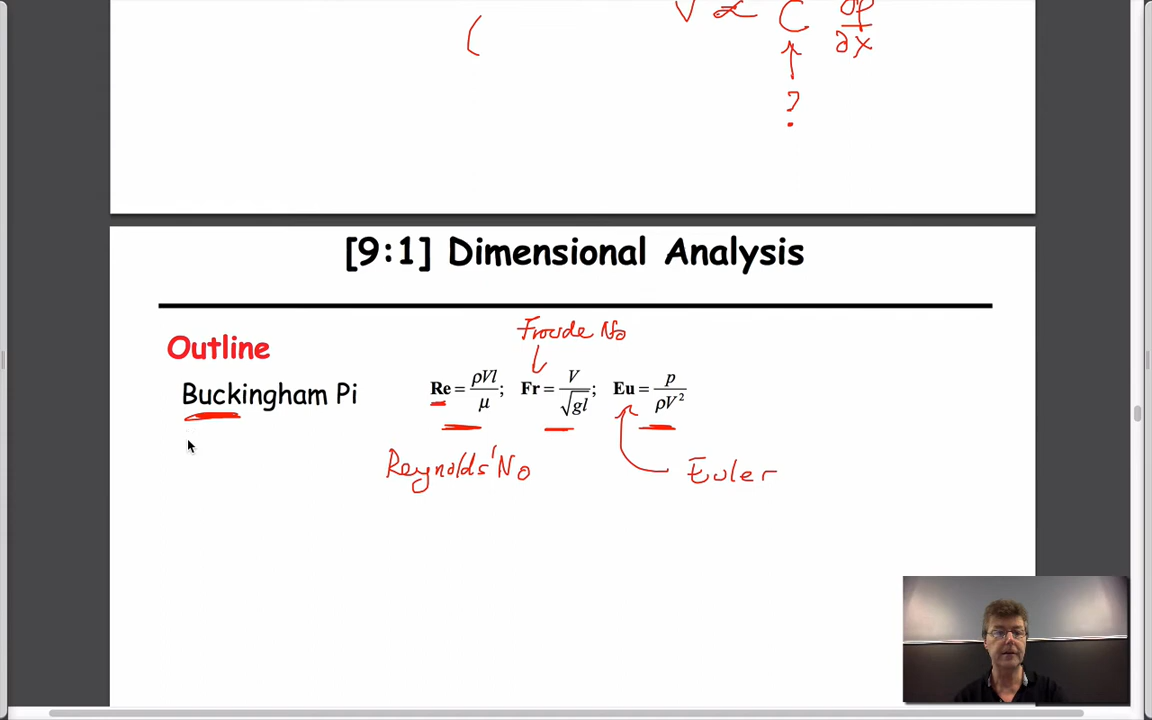 V ∝ C ∂p/∂x
(
?
[9:1] Dimensional Analysis
Outline
Froude No
Buckingham Pi
Re = ρVl/μ; Fr = V/√gl; Eu = p/ρV²
Reynolds' No
Euler